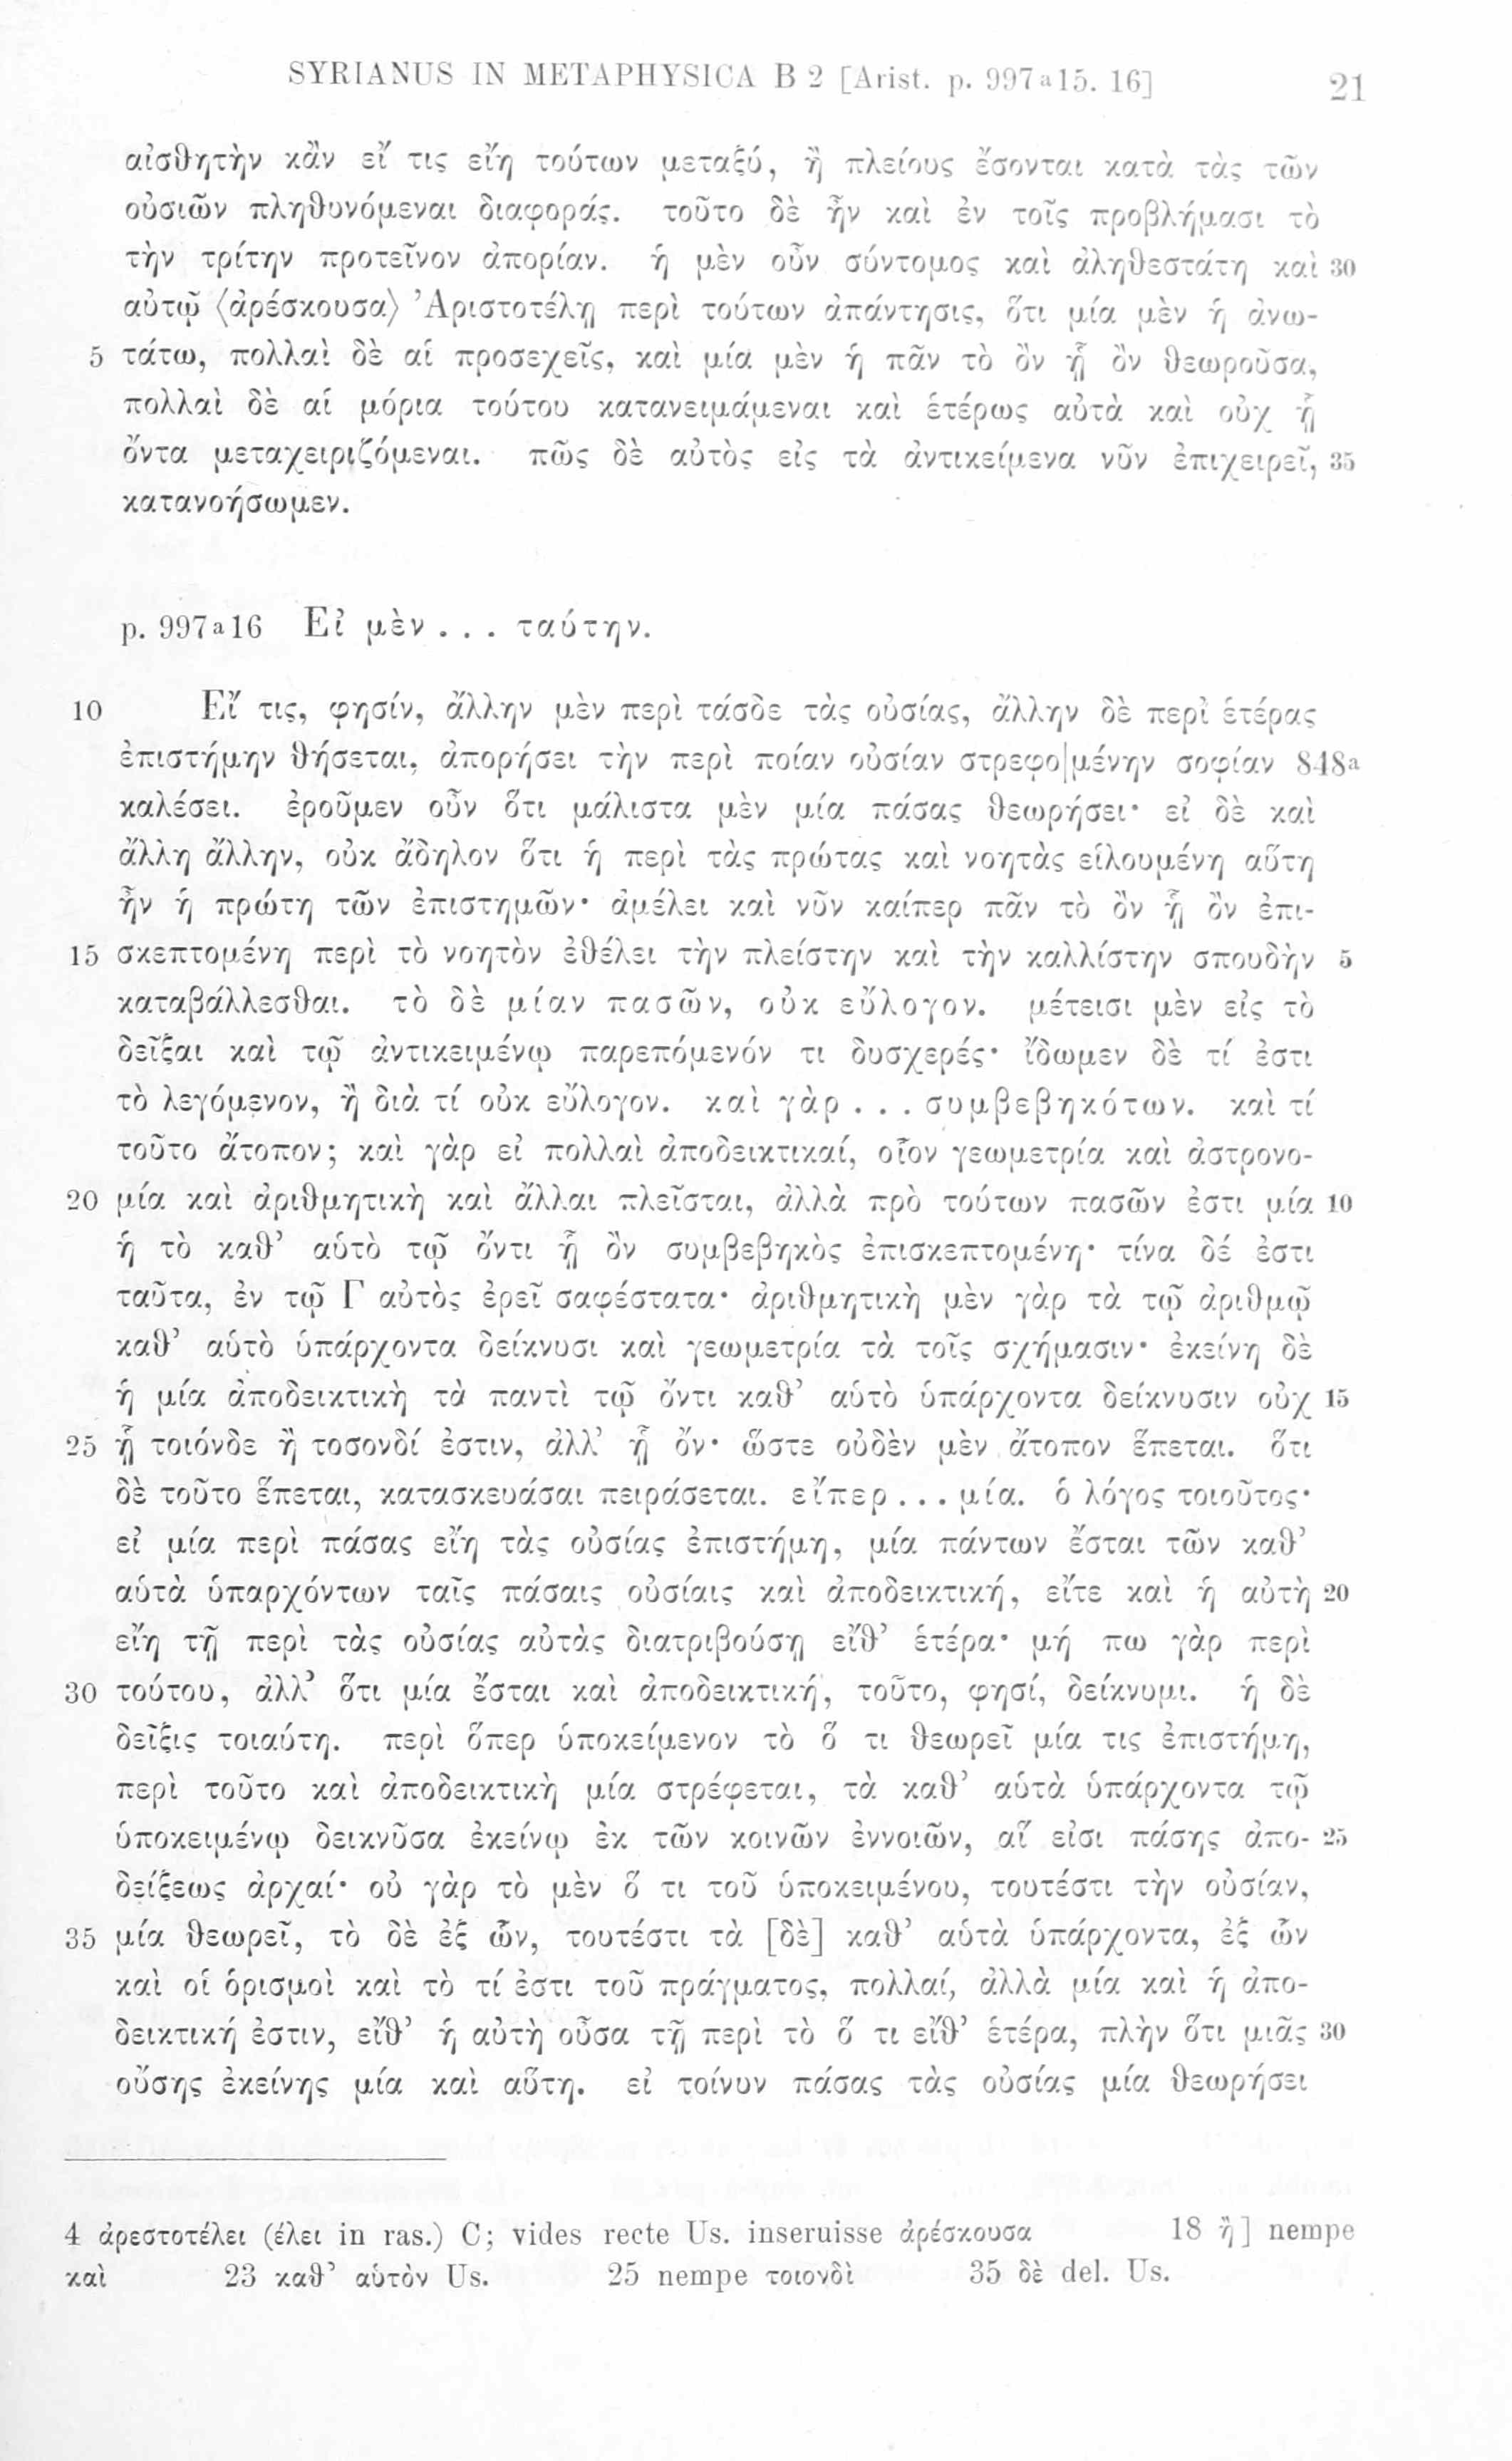 SYRIANUS IN METAPHYSICA B 2 [Arist. p. 997a15. 16] 21
αἰσθητὴν κἂν εἴ τις εἴη τούτων μεταξύ, ἢ πλείους ἔσονται κατὰ τὰς τῶν
οὐσιῶν πληθυνόμεναι διαφοράς. τοῦτο δὲ ἦν καὶ ἐν τοῖς προβλήμασι τὸ
τὴν τρίτην προτεῖνον ἀπορίαν. ἡ μὲν οὖν σύντομος καὶ ἀληθεστάτη καὶ 30
αὐτῷ ⟨ἀρέσκουσα⟩ Ἀριστοτέλῃ περὶ τούτων ἀπάντησις, ὅτι μία μὲν ἡ ἀνω-
5 τάτω, πολλαὶ δὲ αἱ προσεχεῖς, καὶ μία μὲν ἡ πᾶν τὸ ὂν ᾗ ὂν θεωροῦσα,
πολλαὶ δὲ αἱ μόρια τούτου κατανειμάμεναι καὶ ἑτέρως αὐτὰ καὶ οὐχ ᾗ
ὄντα μεταχειριζόμεναι. πῶς δὲ αὐτὸς εἰς τὰ ἀντικείμενα νῦν ἐπιχειρεῖ, 35
κατανοήσωμεν.
p. 997a16 Εἰ μὲν . . . ταύτην.
10 Εἴ τις, φησίν, ἄλλην μὲν περὶ τάσδε τὰς οὐσίας, ἄλλην δὲ περὶ ἑτέρας
ἐπιστήμην θήσεται, ἀπορήσει τὴν περὶ ποίαν οὐσίαν στρεφο|μένην σοφίαν 848a
καλέσει. ἐροῦμεν οὖν ὅτι μάλιστα μὲν μία πάσας θεωρήσει· εἰ δὲ καὶ
ἄλλη ἄλλην, οὐκ ἄδηλον ὅτι ἡ περὶ τὰς πρώτας καὶ νοητὰς εἱλουμένη αὕτη
ἦν ἡ πρώτη τῶν ἐπιστημῶν· ἀμέλει καὶ νῦν καίπερ πᾶν τὸ ὂν ᾗ ὂν ἐπι-
15 σκεπτομένη περὶ τὸ νοητὸν ἐθέλει τὴν πλείστην καὶ τὴν καλλίστην σπουδὴν 5
καταβάλλεσθαι. τὸ δὲ μίαν πασῶν, οὐκ εὔλογον. μέτεισι μὲν εἰς τὸ
δεῖξαι καὶ τῷ ἀντικειμένῳ παρεπόμενόν τι δυσχερές· ἴδωμεν δὲ τί ἐστι
τὸ λεγόμενον, ἢ διὰ τί οὐκ εὔλογον. καὶ γὰρ . . . συμβεβηκότων. καὶ τί
τοῦτο ἄτοπον; καὶ γὰρ εἰ πολλαὶ ἀποδεικτικαί, οἷον γεωμετρία καὶ ἀστρονο-
20 μία καὶ ἀριθμητικὴ καὶ ἄλλαι πλεῖσται, ἀλλὰ πρὸ τούτων πασῶν ἐστι μία 10
ἡ τὸ καθ’ αὑτὸ τῷ ὄντι ᾗ ὂν συμβεβηκὸς ἐπισκεπτομένη· τίνα δέ ἐστι
ταῦτα, ἐν τῷ Γ αὐτὸς ἐρεῖ σαφέστατα· ἀριθμητικὴ μὲν γὰρ τὰ τῷ ἀριθμῷ
καθ’ αὑτὸ ὑπάρχοντα δείκνυσι καὶ γεωμετρία τὰ τοῖς σχήμασιν· ἐκείνη δὲ
ἡ μία ἀποδεικτικὴ τὰ παντὶ τῷ ὄντι καθ’ αὑτὸ ὑπάρχοντα δείκνυσιν οὐχ 15
25 ᾗ τοιόνδε ἢ τοσονδί ἐστιν, ἀλλ’ ᾗ ὄν· ὥστε οὐδὲν μὲν ἄτοπον ἕπεται. ὅτι
δὲ τοῦτο ἕπεται, κατασκευάσαι πειράσεται. εἴπερ . . . μία. ὁ λόγος τοιοῦτος·
εἰ μία περὶ πάσας εἴη τὰς οὐσίας ἐπιστήμη, μία πάντων ἔσται τῶν καθ’
αὑτὰ ὑπαρχόντων ταῖς πάσαις οὐσίαις καὶ ἀποδεικτική, εἴτε καὶ ἡ αὐτὴ 20
εἴη τῇ περὶ τὰς οὐσίας αὐτὰς διατριβούσῃ εἴθ’ ἑτέρα· μή πω γὰρ περὶ
30 τούτου, ἀλλ’ ὅτι μία ἔσται καὶ ἀποδεικτική, τοῦτο, φησί, δείκνυμι. ἡ δὲ
δεῖξις τοιαύτη. περὶ ὅπερ ὑποκείμενον τὸ ὅ τι θεωρεῖ μία τις ἐπιστήμη,
περὶ τοῦτο καὶ ἀποδεικτικὴ μία στρέφεται, τὰ καθ’ αὑτὰ ὑπάρχοντα τῷ
ὑποκειμένῳ δεικνῦσα ἐκείνῳ ἐκ τῶν κοινῶν ἐννοιῶν, αἵ εἰσι πάσης ἀπο- 25
δείξεως ἀρχαί· οὐ γὰρ τὸ μὲν ὅ τι τοῦ ὑποκειμένου, τουτέστι τὴν οὐσίαν,
35 μία θεωρεῖ, τὸ δὲ ἐξ ὧν, τουτέστι τὰ [δὲ] καθ’ αὑτὰ ὑπάρχοντα, ἐξ ὧν
καὶ οἱ ὁρισμοὶ καὶ τὸ τί ἐστι τοῦ πράγματος, πολλαί, ἀλλὰ μία καὶ ἡ ἀπο-
δεικτική ἐστιν, εἴθ’ ἡ αὐτὴ οὖσα τῇ περὶ τὸ ὅ τι εἴθ’ ἑτέρα, πλὴν ὅτι μιᾶς 30
οὔσης ἐκείνης μία καὶ αὕτη. εἰ τοίνυν πάσας τὰς οὐσίας μία θεωρήσει
4 ἀρεστοτέλει (έλει in ras.) C; vides recte Us. inseruisse ἀρέσκουσα 18 ἢ] nempe
καὶ 23 καθ’ αὑτὸν Us. 25 nempe τοιονδὶ 35 δὲ del. Us.